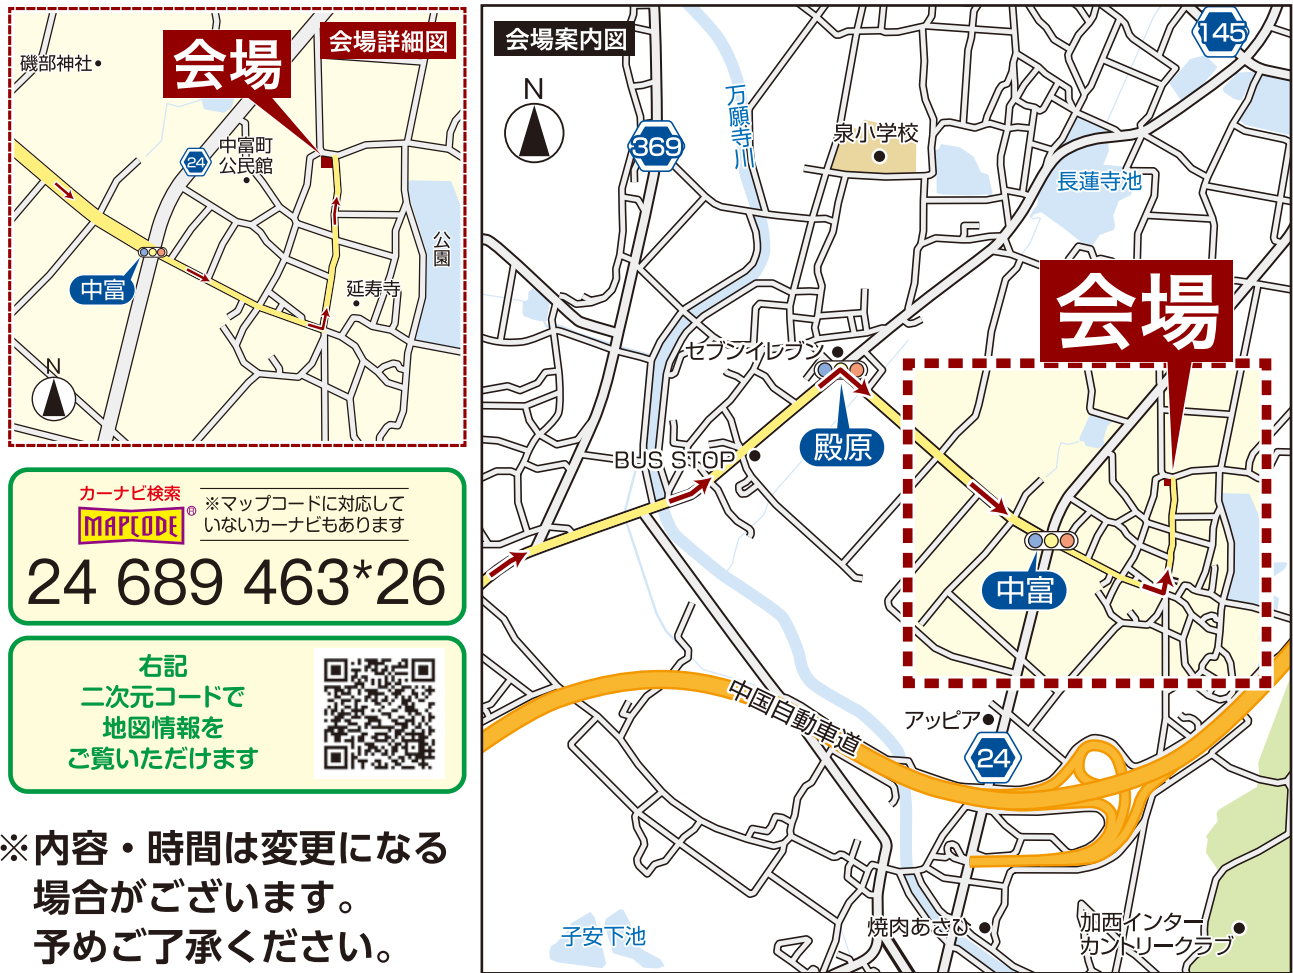 会場詳細図
会場
磯部神社
24
中富町
公民館
公園
中富
延寿寺
N
カーナビ検索
MAPCODE®
※マップコードに対応して
いないカーナビもあります
24 689 463*26
右記
二次元コードで
地図情報を
ご覧いただけます
※内容・時間は変更になる
場合がございます。
予めご了承ください。
会場案内図
N
145
369
万願寺川
泉小学校
長蓮寺池
会場
セブンイレブン
殿原
BUS STOP
中富
中国自動車道
アッピア
24
焼肉あさひ
加西インター
カントリークラブ
子安下池